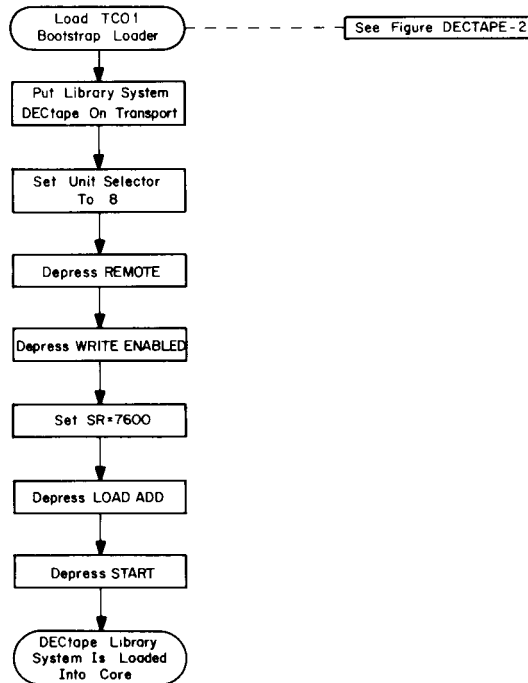 Load TC01
Bootstrap Loader
See Figure DECTAPE-2
Put Library System
DECtape On Transport
Set Unit Selector
To 8
Depress REMOTE
Depress WRITE ENABLED
Set SR=7600
Depress LOAD ADD
Depress START
DECtape Library
System Is Loaded
Into Core